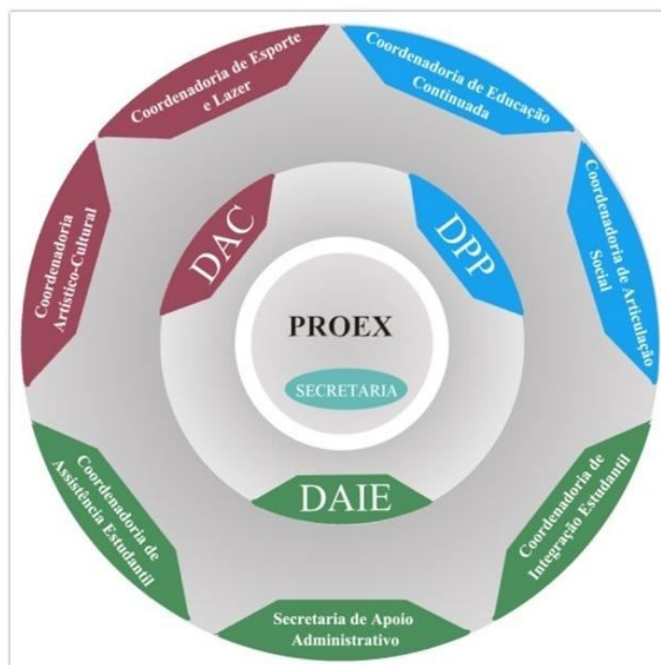 Coordenadoria de Esporte
e Lazer
Coordenadoria de Educação
Continuada
Coordenadoria
Artístico-Cultural
Coordenadoria de Articulação
Social
DAC
DPP
PROEX
SECRETARIA
DAIE
Coordenadoria de
Assistência Estudantil
Coordenadoria de
Integração Estudantil
Secretaria de Apoio
Administrativo